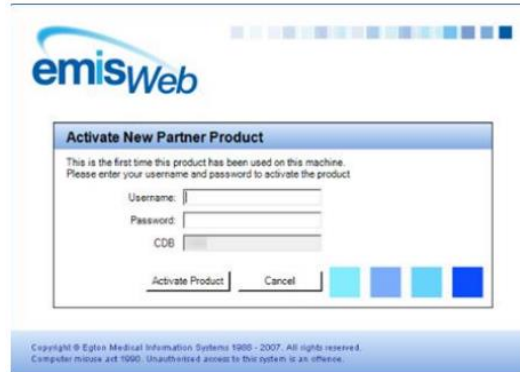 emisWeb
Activate New Partner Product
This is the first time this product has been used on this machine.
Please enter your username and password to activate the product
Username:
Password:
CDB
Activate Product Cancel
Copyright © Egton Medical Information Systems 1986 - 2007. All rights reserved.
Computer misuse act 1990. Unauthorised access to this system is an offence.